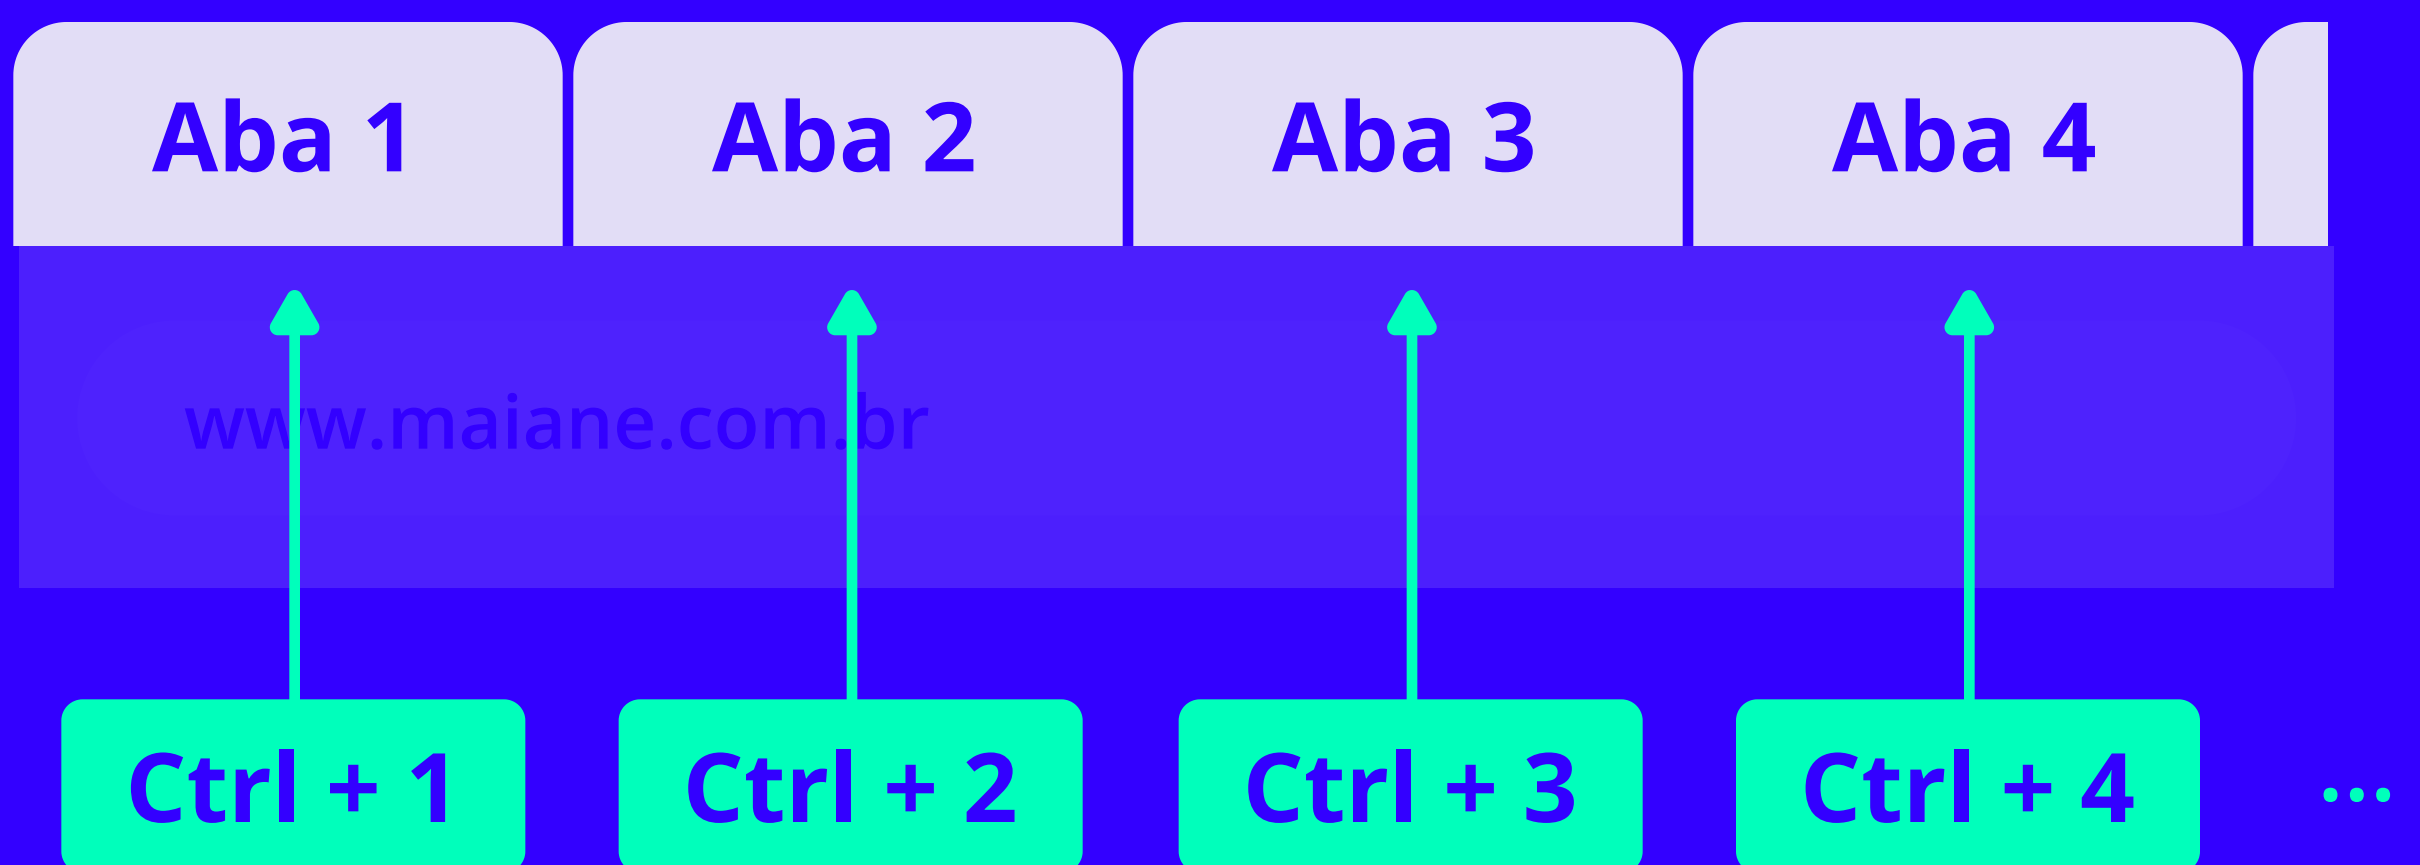 Aba 1 Aba 2 Aba 3 Aba 4
www.maiane.com.br
Ctrl + 1 Ctrl + 2 Ctrl + 3 Ctrl + 4 ...